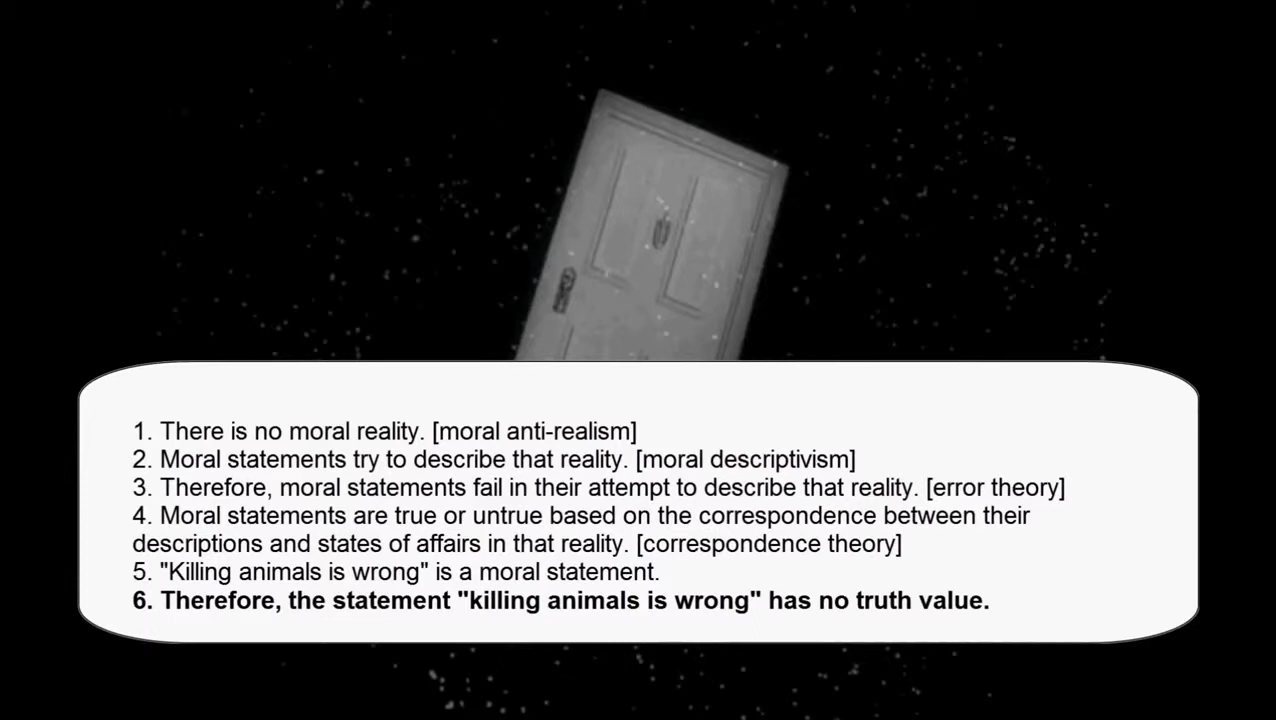 1. There is no moral reality. [moral anti-realism]
2. Moral statements try to describe that reality. [moral descriptivism]
3. Therefore, moral statements fail in their attempt to describe that reality. [error theory]
4. Moral statements are true or untrue based on the correspondence between their
descriptions and states of affairs in that reality. [correspondence theory]
5. "Killing animals is wrong" is a moral statement.
6. Therefore, the statement "killing animals is wrong" has no truth value.